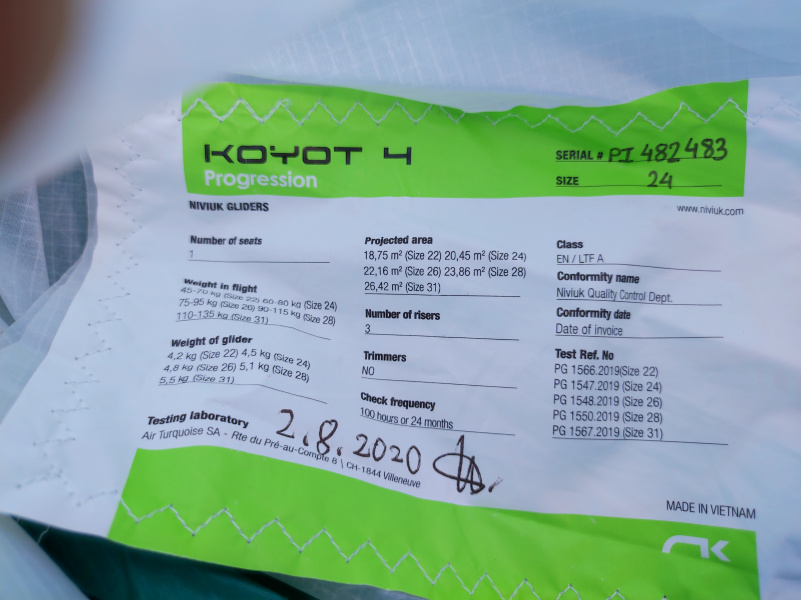 KOYOT 4
Progression
SERIAL # PI 482483
SIZE 24
NIVIUK GLIDERS
www.niviuk.com
Number of seats
1
Weight in flight
45-70 kg (Size 22) 60-80 kg (Size 24)
75-95 kg (Size 26) 90-115 kg (Size 28)
110-135 kg (Size 31)
Weight of glider
4,2 kg (Size 22) 4,5 kg (Size 24)
4,8 kg (Size 26) 5,1 kg (Size 28)
5,5 kg (Size 31)
Projected area
18,75 m² (Size 22) 20,45 m² (Size 24)
22,16 m² (Size 26) 23,86 m² (Size 28)
26,42 m² (Size 31)
Number of risers
3
Trimmers
NO
Check frequency
100 hours or 24 months
Class
EN / LTF A
Conformity name
Niviuk Quality Control Dept.
Conformity date
Date of invoice
Test Ref. No
PG 1566.2019(Size 22)
PG 1547.2019 (Size 24)
PG 1548.2019 (Size 26)
PG 1550.2019 (Size 28)
PG 1567.2019 (Size 31)
Testing laboratory
Air Turquoise SA - Rte du Pré-au-Compte 8 \ CH-1844 Villeneuve
2.8.2020
MADE IN VIETNAM